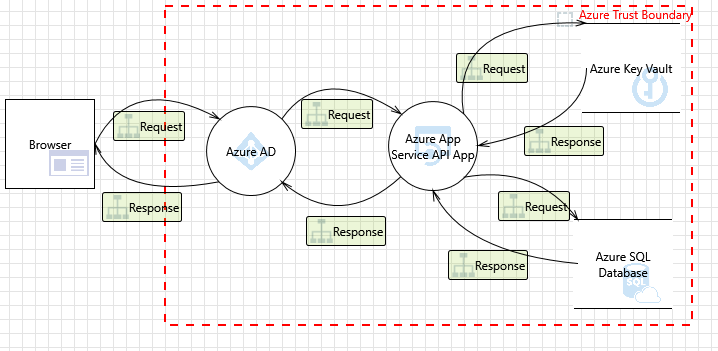 Azure Trust Boundary
Request
Azure Key Vault
Browser
Request
Azure AD
Request
Azure App
Service API App
Response
Response
Response
Request
Response
Azure SQL
Database
SQL